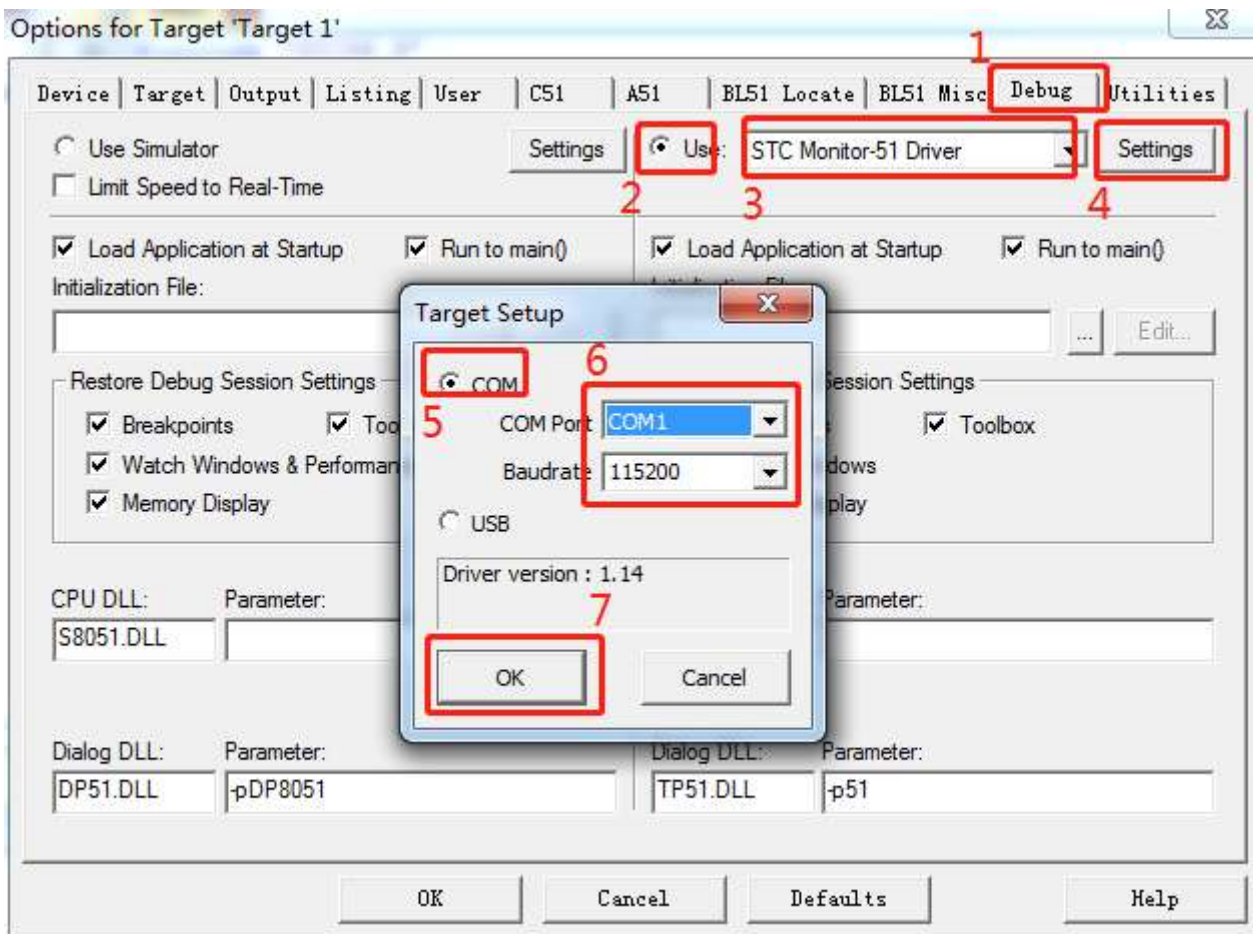 Options for Target 'Target 1'
1
Device Target Output Listing User C51 A51 BL51 Locate BL51 Misc Debug Utilities
Use Simulator Settings Use: STC Monitor-51 Driver Settings
Limit Speed to Real-Time
2 3 4
Load Application at Startup Run to main() Load Application at Startup Run to main()
Initialization File:
... Edit...
Target Setup
6
COM
5
COM Port COM1
Baudrate 115200
USB
Driver version : 1.14
7
OK Cancel
Restore Debug Session Settings Session Settings
Breakpoints Toolbox
Watch Windows &
Memory Display
CPU DLL: Parameter: Parameter:
S8051.DLL
Dialog DLL: Parameter: Dialog DLL: Parameter:
DP51.DLL -pDP8051 TP51.DLL -p51
OK Cancel Defaults Help